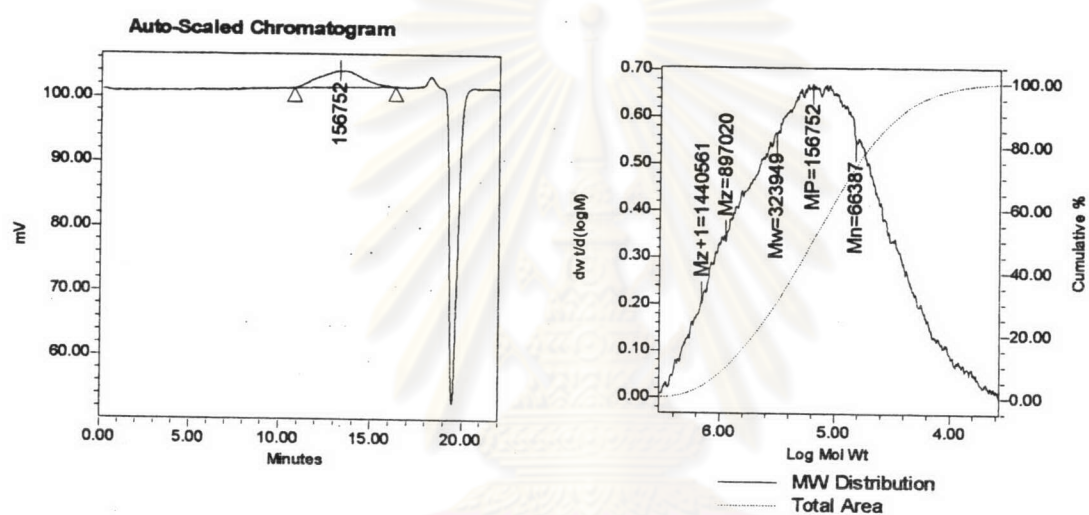 Auto-Scaled Chromatogram
mV
100.00
90.00
80.00
70.00
60.00
156752
0.00
5.00
10.00
15.00
20.00
Minutes
dw t/d(logM)
0.70
0.60
0.50
0.40
0.30
0.20
0.10
0.00
Mz+1=1440561
Mz=897020
Mw=323949
MP=156752
Mn=66387
100.00
80.00
60.00
40.00
20.00
0.00
Cumulative %
6.00
5.00
4.00
Log Mol Wt
MW Distribution
Total Area